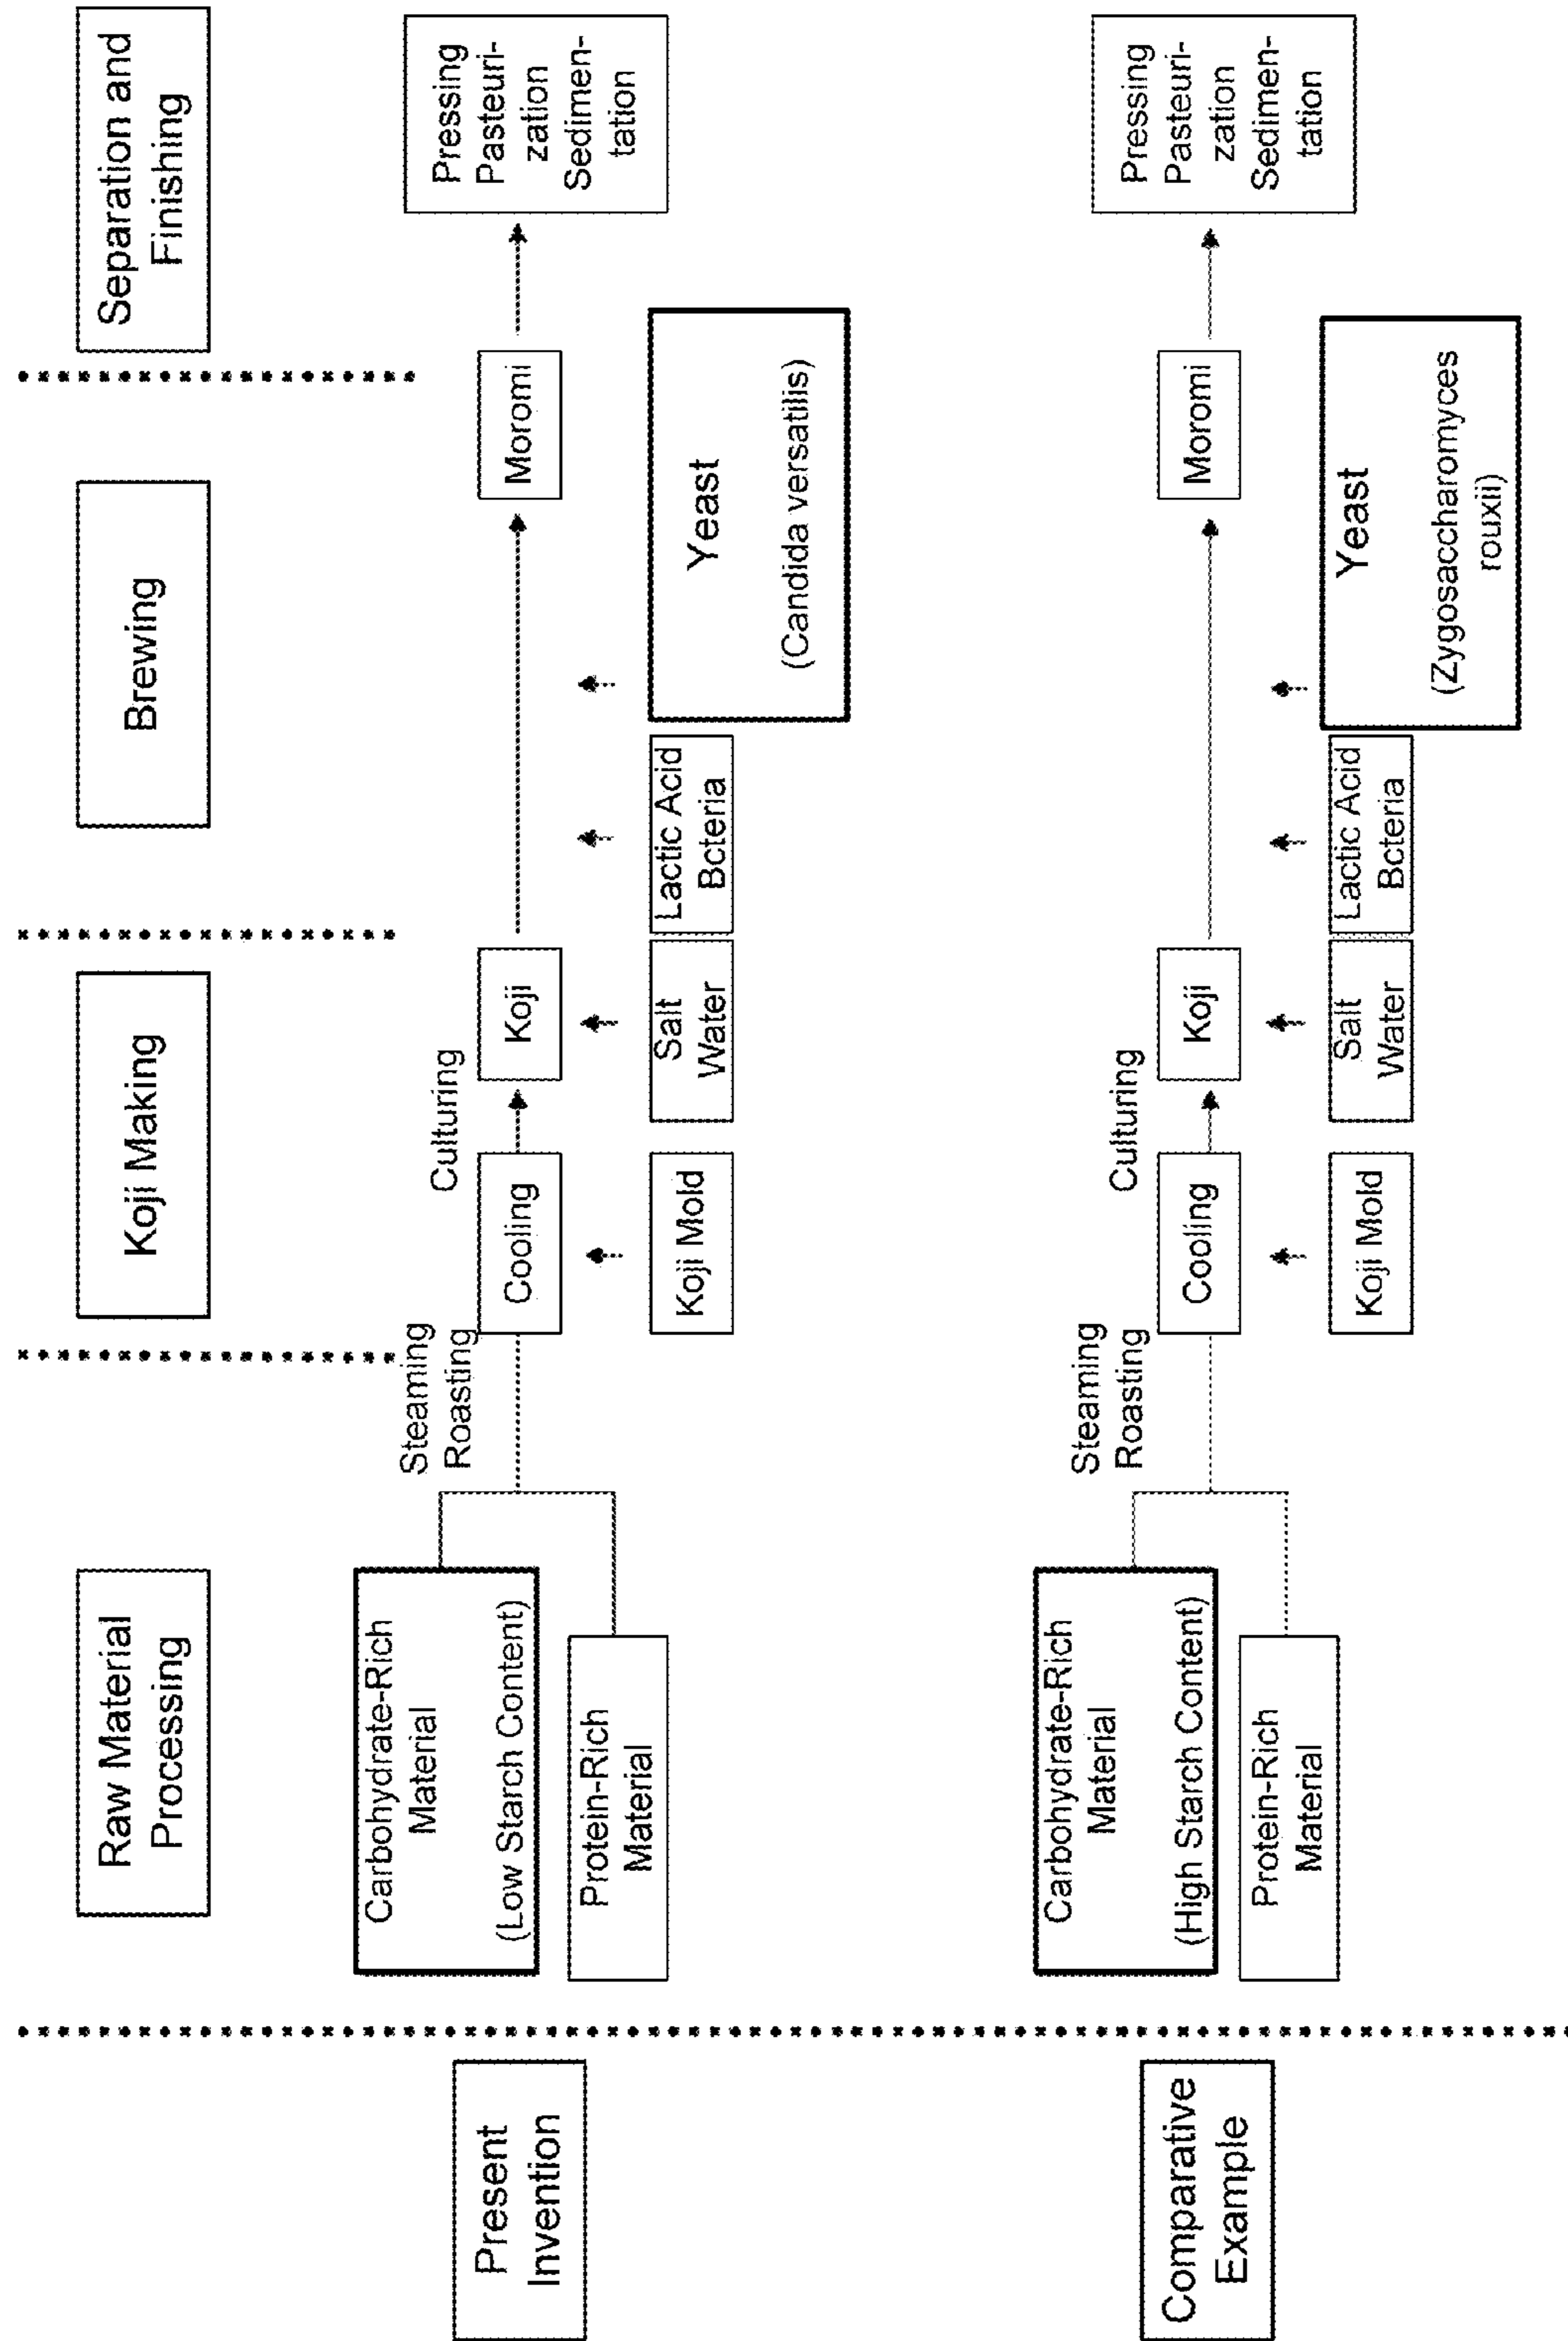 Raw Material
Processing
Koji Making
Brewing
Separation and
Finishing
Present
Invention
Carbohydrate-Rich
Material
(Low Starch Content)
Protein-Rich
Material
Steaming
Roasting
Cooling
Culturing
Koji
Moromi
Pressing
Pasteuri-
zation
Sedimen-
tation
Koji Mold
Salt
Water
Lactic Acid
Bcteria
Yeast
(Candida versatilis)
Comparative
Example
Carbohydrate-Rich
Material
(High Starch Content)
Protein-Rich
Material
Steaming
Roasting
Cooling
Culturing
Koji
Moromi
Pressing
Pasteuri-
zation
Sedimen-
tation
Koji Mold
Salt
Water
Lactic Acid
Bcteria
Yeast
(Zygosaccharomyces
rouxii)